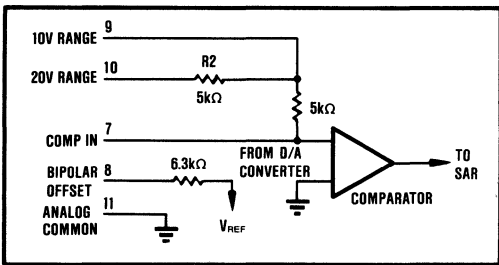 10V RANGE 9
20V RANGE 10
R2
5kΩ
5kΩ
COMP IN 7
FROM D/A
CONVERTER
BIPOLAR
OFFSET 8
6.3kΩ
VREF
ANALOG
COMMON 11
COMPARATOR
TO
SAR